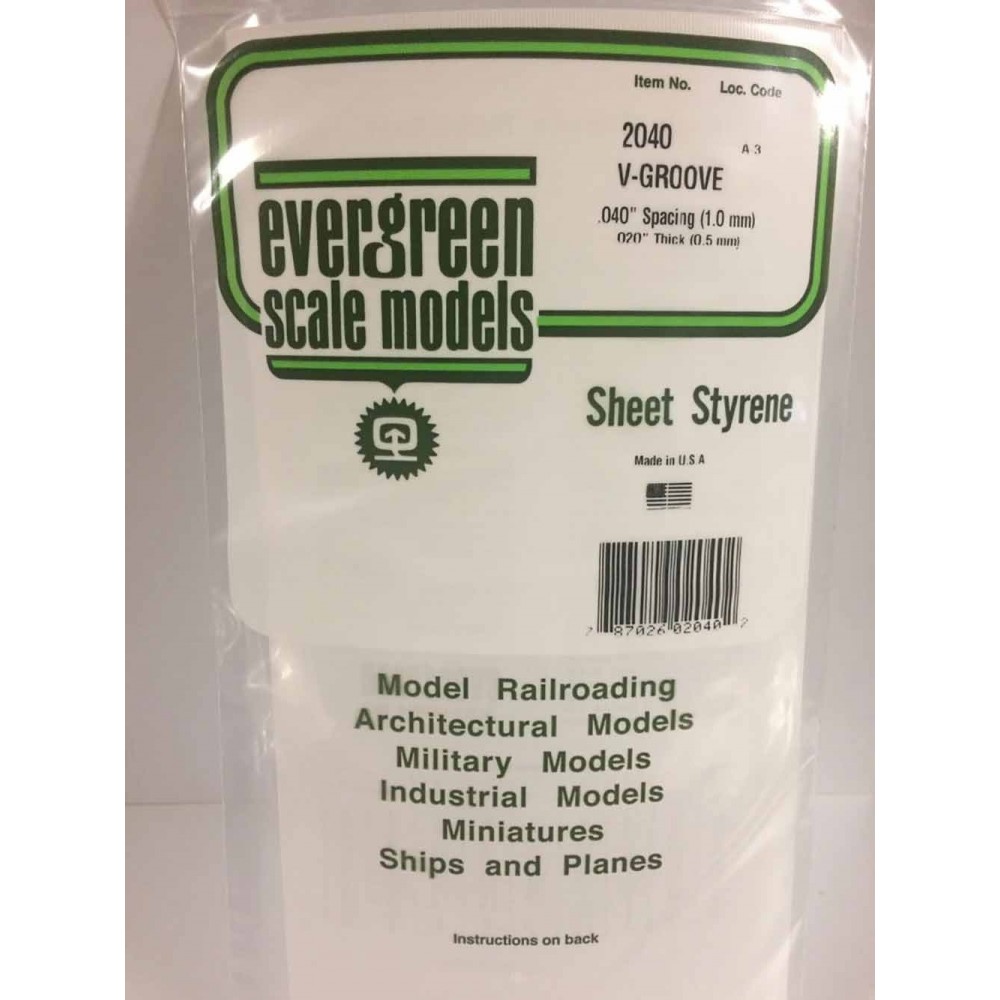 Item No. Loc. Code
2040 A 3
V-GROOVE
.040" Spacing (1.0 mm)
020" Thick (0.5 mm)
evergreen
scale models
Sheet Styrene
Made in U.S.A
7 87026 02040 2
Model Railroading
Architectural Models
Military Models
Industrial Models
Miniatures
Ships and Planes
Instructions on back